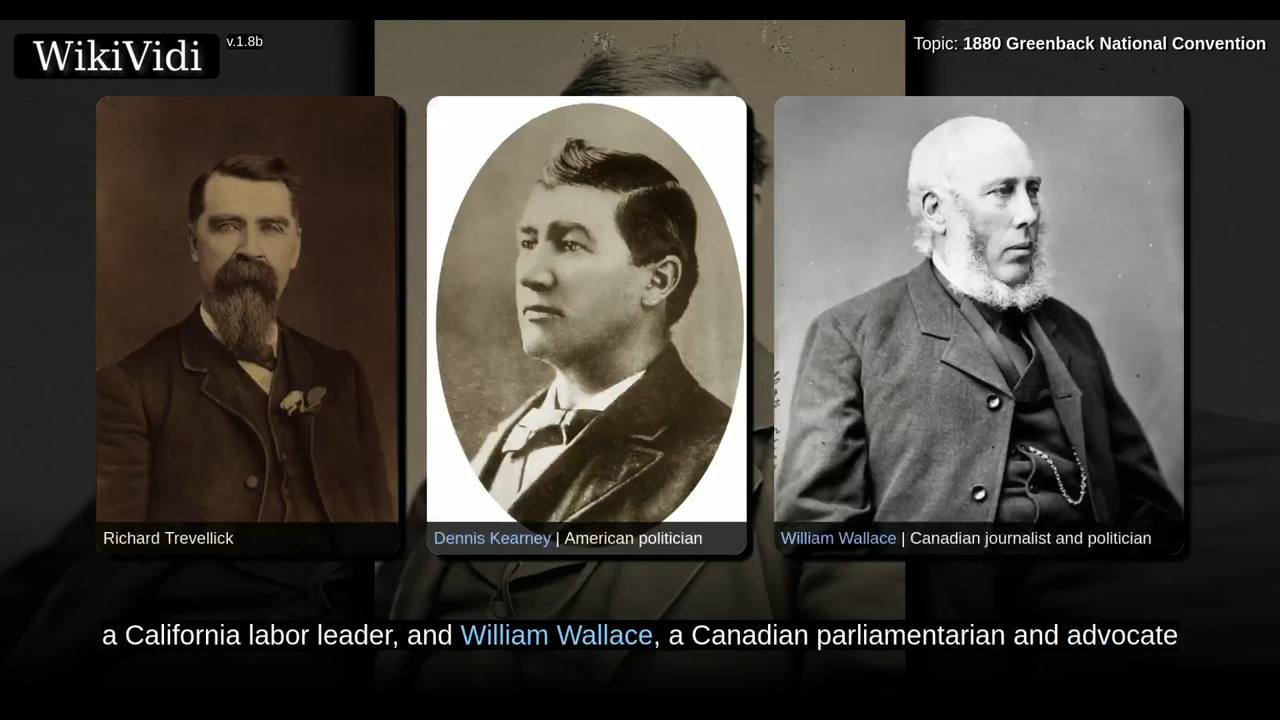 WikiVidi
v.1.8b
Topic: 1880 Greenback National Convention
Richard Trevellick
Dennis Kearney | American politician
William Wallace | Canadian journalist and politician
a California labor leader, and William Wallace, a Canadian parliamentarian and advocate